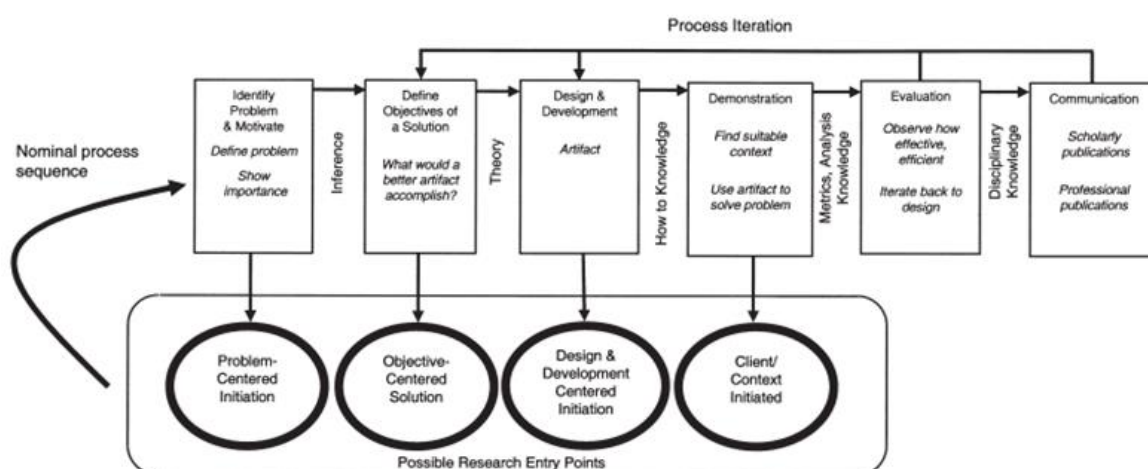 Process Iteration
Nominal process
sequence
Identify
Problem
& Motivate
Define problem
Show
importance
Inference
Define
Objectives of
a Solution
What would a
better artifact
accomplish?
Theory
Design &
Development
Artifact
How to Knowledge
Demonstration
Find suitable
context
Use artifact to
solve problem
Metrics, Analysis
Knowledge
Evaluation
Observe how
effective,
efficient
Iterate back to
design
Disciplinary
Knowledge
Communication
Scholarly
publications
Professional
publications
Problem-
Centered
Initiation
Objective-
Centered
Solution
Design &
Development
Centered
Initiation
Client/
Context
Initiated
Possible Research Entry Points